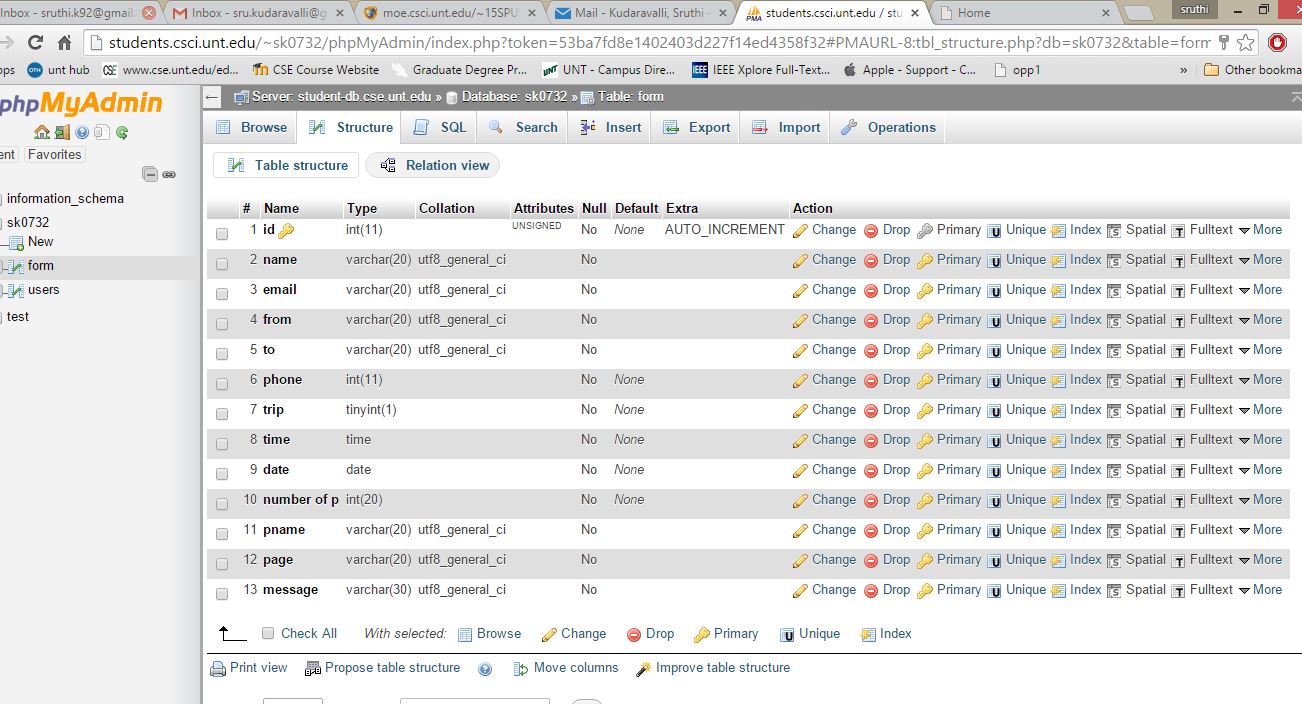 Inbox - sruthi.k92@gmail. Inbox - sru.kudaravalli@g moe.csci.unt.edu/~15SPU Mail - Kudaravalli, Sruthi - students.csci.unt.edu / stu Home sruthi
students.csci.unt.edu/~sk0732/phpMyAdmin/index.php?token=53ba7fd8e1402403d227f14ed4358f32#PMAURL-8:tbl_structure.php?db=sk0732&table=form
ps unt hub www.cse.unt.edu/ed... CSE Course Website Graduate Degree Pr... UNT - Campus Dire... IEEE Xplore Full-Text... Apple - Support - C... opp1 » Other bookma
phpMyAdmin
ent Favorites
information_schema
sk0732
New
form
users
test
Server: student-db.cse.unt.edu » Database: sk0732 » Table: form
Browse Structure SQL Search Insert Export Import Operations
Table structure Relation view
# Name Type Collation Attributes Null Default Extra Action
1 id int(11) UNSIGNED No None AUTO_INCREMENT Change Drop Primary Unique Index Spatial Fulltext More
2 name varchar(20) utf8_general_ci No Change Drop Primary Unique Index Spatial Fulltext More
3 email varchar(20) utf8_general_ci No Change Drop Primary Unique Index Spatial Fulltext More
4 from varchar(20) utf8_general_ci No Change Drop Primary Unique Index Spatial Fulltext More
5 to varchar(20) utf8_general_ci No Change Drop Primary Unique Index Spatial Fulltext More
6 phone int(11) No None Change Drop Primary Unique Index Spatial Fulltext More
7 trip tinyint(1) No None Change Drop Primary Unique Index Spatial Fulltext More
8 time time No None Change Drop Primary Unique Index Spatial Fulltext More
9 date date No None Change Drop Primary Unique Index Spatial Fulltext More
10 number of p int(20) No None Change Drop Primary Unique Index Spatial Fulltext More
11 pname varchar(20) utf8_general_ci No Change Drop Primary Unique Index Spatial Fulltext More
12 page varchar(20) utf8_general_ci No Change Drop Primary Unique Index Spatial Fulltext More
13 message varchar(30) utf8_general_ci No Change Drop Primary Unique Index Spatial Fulltext More
Check All With selected: Browse Change Drop Primary Unique Index
Print view Propose table structure Move columns Improve table structure